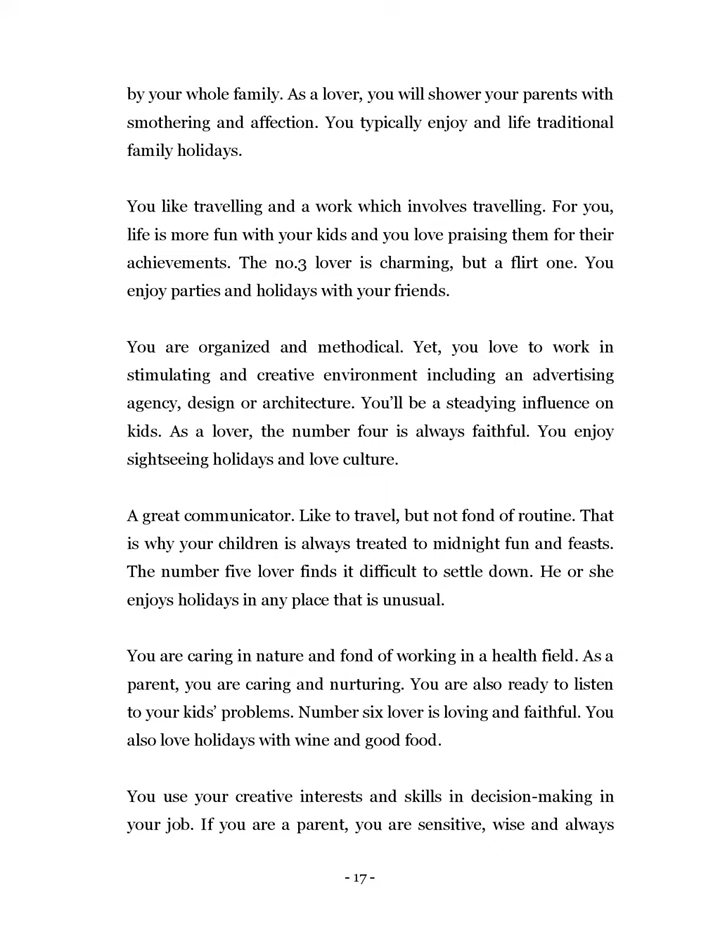 by your whole family. As a lover, you will shower your parents with
smothering and affection. You typically enjoy and life traditional
family holidays.
You like travelling and a work which involves travelling. For you,
life is more fun with your kids and you love praising them for their
achievements. The no.3 lover is charming, but a flirt one. You
enjoy parties and holidays with your friends.
You are organized and methodical. Yet, you love to work in
stimulating and creative environment including an advertising
agency, design or architecture. You’ll be a steadying influence on
kids. As a lover, the number four is always faithful. You enjoy
sightseeing holidays and love culture.
A great communicator. Like to travel, but not fond of routine. That
is why your children is always treated to midnight fun and feasts.
The number five lover finds it difficult to settle down. He or she
enjoys holidays in any place that is unusual.
You are caring in nature and fond of working in a health field. As a
parent, you are caring and nurturing. You are also ready to listen
to your kids’ problems. Number six lover is loving and faithful. You
also love holidays with wine and good food.
You use your creative interests and skills in decision-making in
your job. If you are a parent, you are sensitive, wise and always
- 17 -